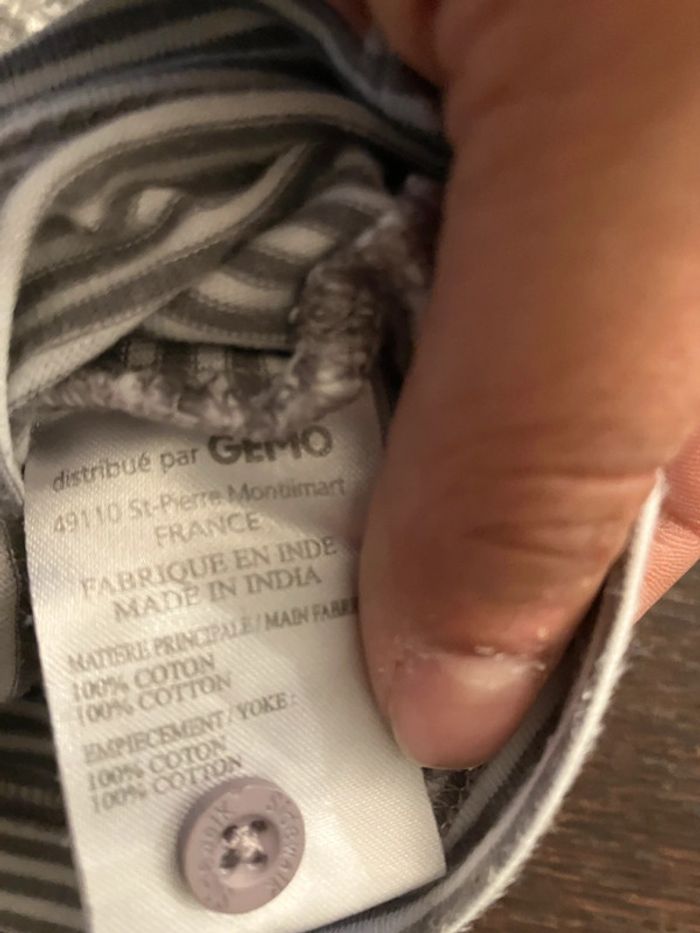 distribué par GEMO
49110 St-Pierre Montlimart
FRANCE
FABRIQUE EN INDE
MADE IN INDIA
MATIERE PRINCIPALE / MAIN FABRI
100% COTON
100% COTTON
EMPIECEMENT / YOKE :
100% COTON
100% COTTON